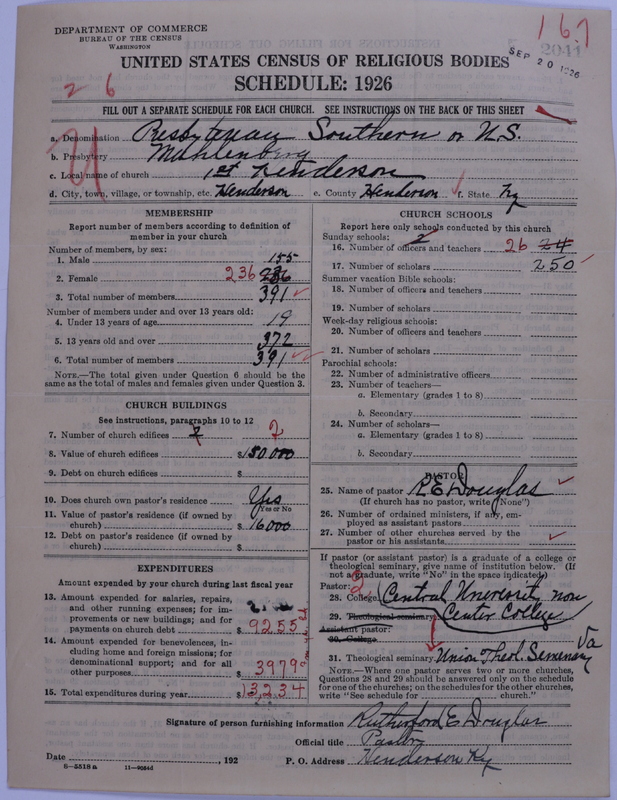 DEPARTMENT OF COMMERCE
BUREAU OF THE CENSUS
WASHINGTON
167
2041
SEP 20 1926
UNITED STATES CENSUS OF RELIGIOUS BODIES
SCHEDULE: 1926
26
FILL OUT A SEPARATE SCHEDULE FOR EACH CHURCH. SEE INSTRUCTIONS ON THE BACK OF THIS SHEET
a. Denomination Presbyterian Southern or U.S.
b. Presbytery Muhlenberg
c. Local name of church 1st Henderson
d. City, town, village, or township, etc. Henderson e. County Henderson f. State Ky
MEMBERSHIP
Report number of members according to definition of
member in your church
Number of members, by sex:
1. Male 155
2. Female 236 236
3. Total number of members 391
Number of members under and over 13 years old:
4. Under 13 years of age 19
5. 13 years old and over 372
6. Total number of members 391
NOTE.—The total given under Question 6 should be the
same as the total of males and females given under Question 3.
CHURCH BUILDINGS
See instructions, paragraphs 10 to 12
7. Number of church edifices 2
8. Value of church edifices $150,000
9. Debt on church edifices $
10. Does church own pastor's residence Yes
Yes or No
11. Value of pastor's residence (if owned by
church) $16000
12. Debt on pastor's residence (if owned by
church) $
EXPENDITURES
Amount expended by your church during last fiscal year
13. Amount expended for salaries, repairs,
and other running expenses; for im-
provements or new buildings; and for
payments on church debt $9255
14. Amount expended for benevolences, in-
cluding home and foreign missions; for
denominational support; and for all
other purposes $3979
15. Total expenditures during year $13,234
CHURCH SCHOOLS
Report here only schools conducted by this church
Sunday schools: 2
16. Number of officers and teachers 26 24
17. Number of scholars 250
Summer vacation Bible schools:
18. Number of officers and teachers
19. Number of scholars
Week-day religious schools:
20. Number of officers and teachers
21. Number of scholars
Parochial schools:
22. Number of administrative officers
23. Number of teachers—
a. Elementary (grades 1 to 8)
b. Secondary
24. Number of scholars—
a. Elementary (grades 1 to 8)
b. Secondary
PASTOR
25. Name of pastor R E Douglas
(If church has no pastor, write "None")
26. Number of ordained ministers, if any, em-
ployed as assistant pastors
27. Number of other churches served by the
pastor or his assistants
If pastor (or assistant pastor) is a graduate of a college or
theological seminary, give name of institution below. (If
not a graduate, write "No" in the space indicated.)
Pastor: 2
28. College Central University now
29. Theological seminary Center College
Assistant pastor:
30. College
31. Theological seminary Union Theol. Seminary Va
NOTE.—Where one pastor serves two or more churches,
Questions 28 and 29 should be answered only on the schedule
for one of the churches; on the schedules for the other churches,
write "See schedule for church."
Signature of person furnishing information Rutherford E Douglas
Official title Pastor
Date , 192 P. O. Address Henderson Ky
8—5518a 11—9054d